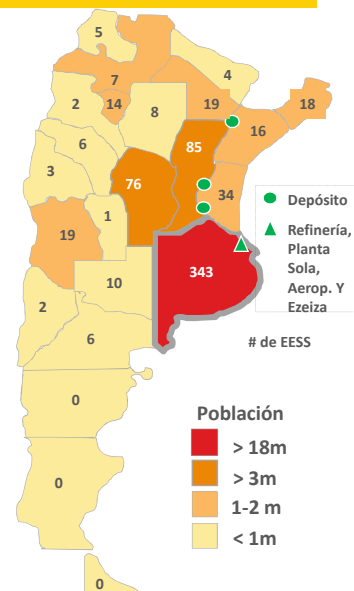 5
4
7
2
14
8
19
18
16
6
85
3
76
34
1
19
343
10
2
6
0
0
0
Depósito
Refinería,
Planta
Sola,
Aerop. Y
Ezeiza
# de EESS
Población
> 18m
> 3m
1-2 m
< 1m